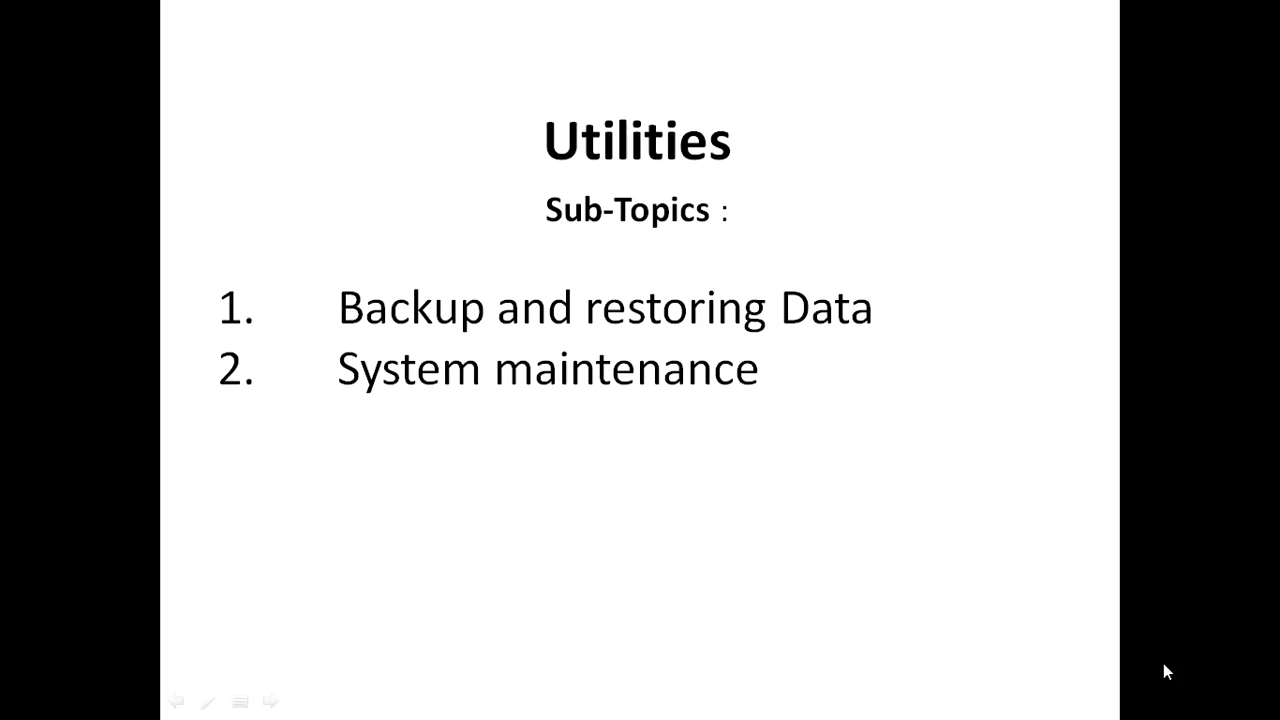 Utilities
Sub-Topics :
1. Backup and restoring Data
2. System maintenance